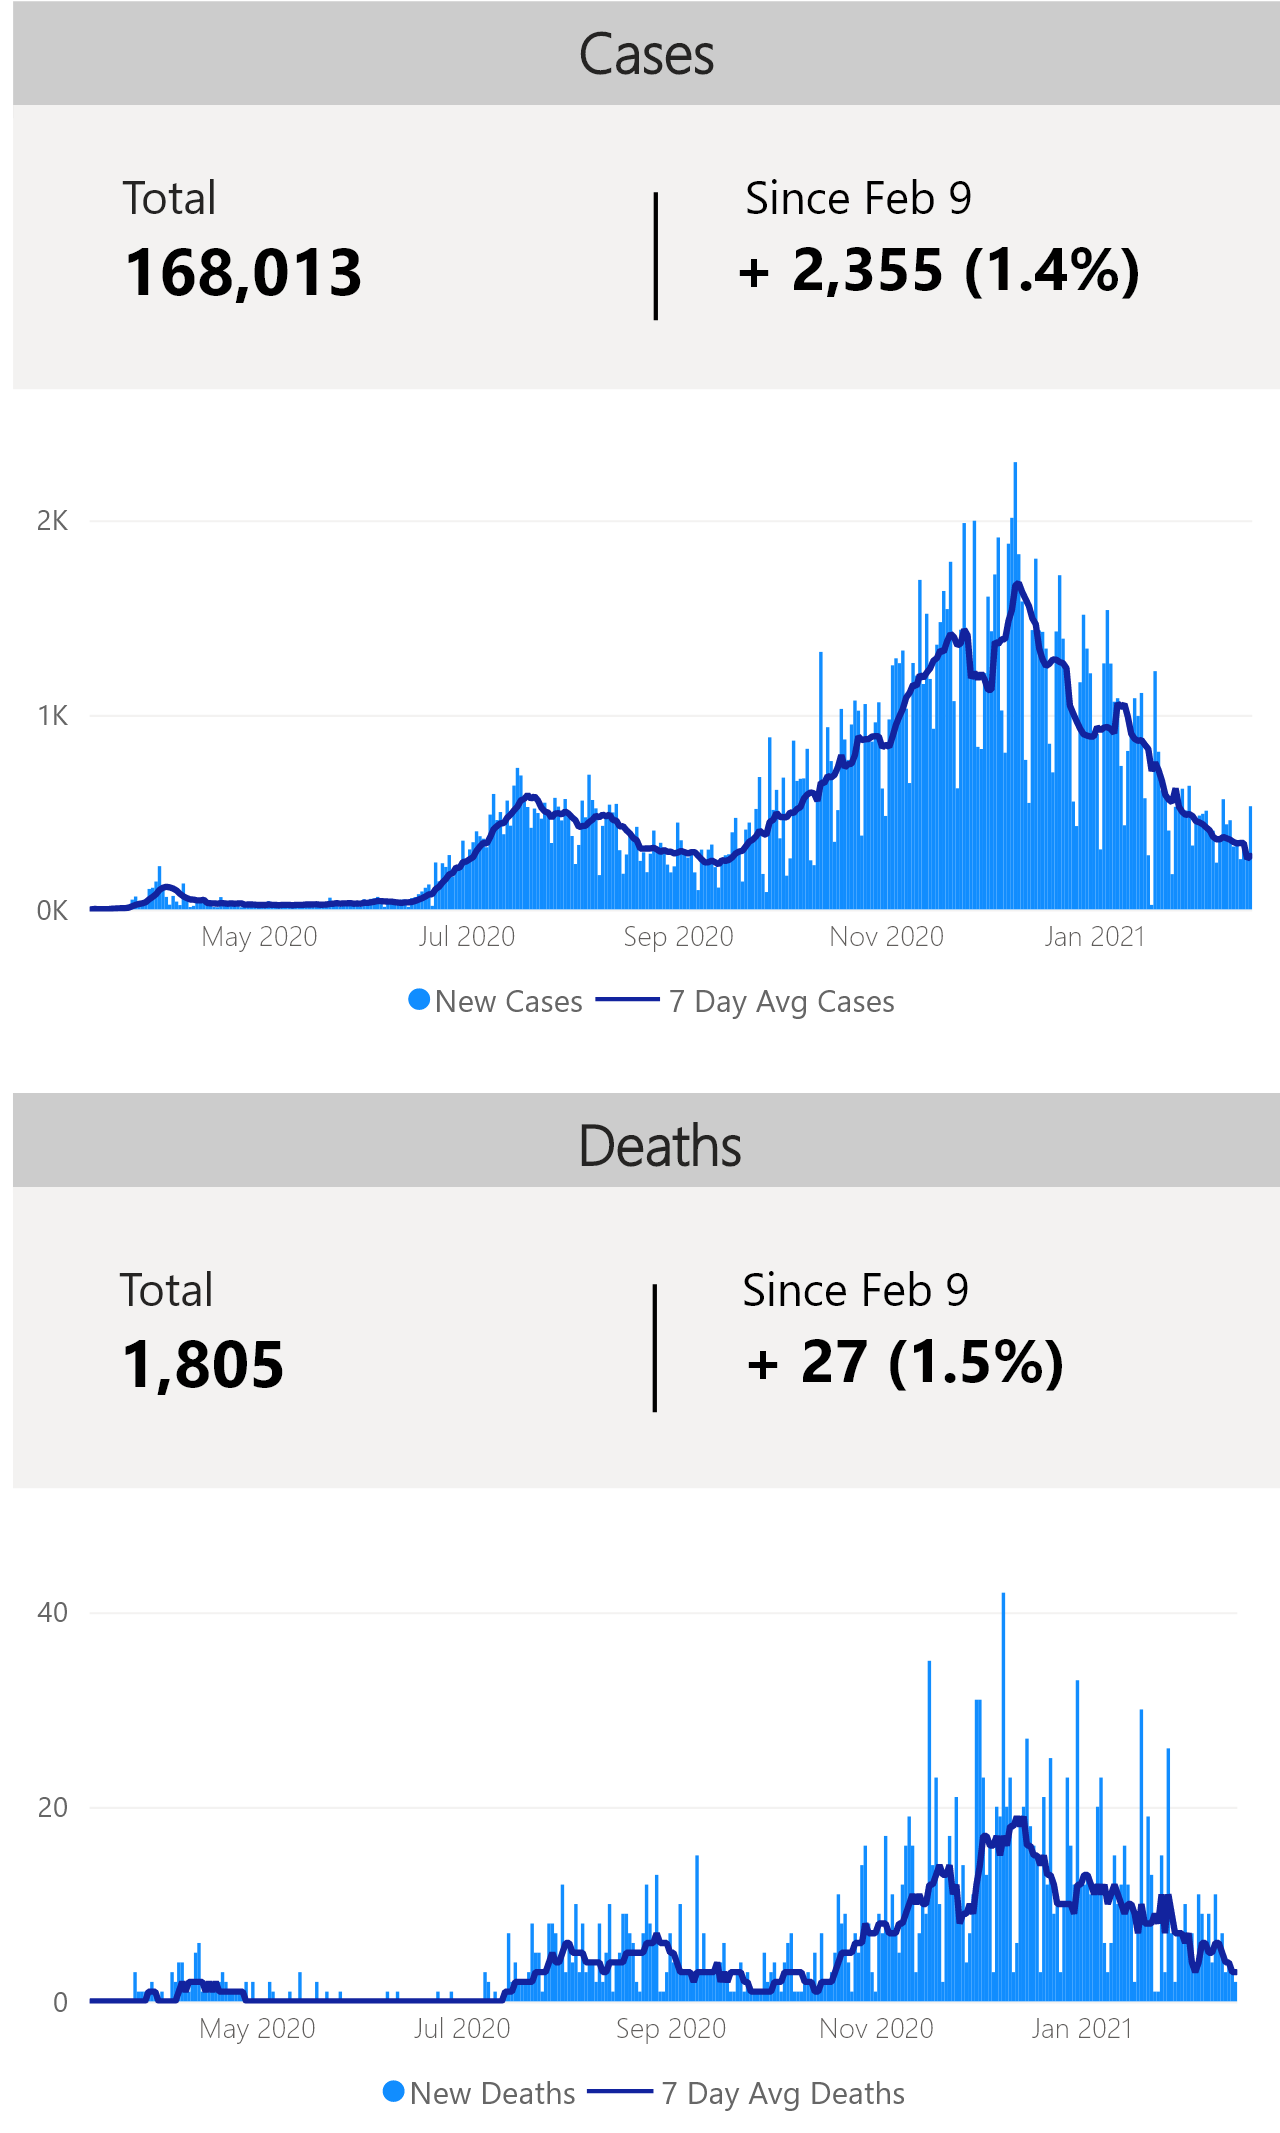 Cases
Total
Since Feb 9
168,013
+ 2,355 (1.4%)
2K
1K
0K
May 2020
Jul 2020
Sep 2020
Nov 2020
Jan 2021
New Cases
7 Day Avg Cases
Deaths
Total
Since Feb 9
1,805
+ 27 (1.5%)
40
20
0
May 2020
Jul 2020
Sep 2020
Nov 2020
Jan 2021
New Deaths
7 Day Avg Deaths